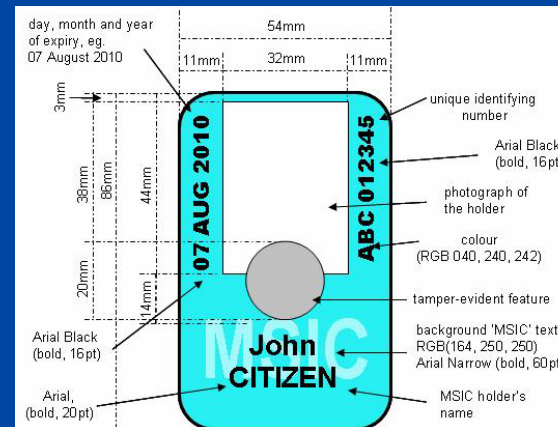 day, month and year
of expiry, eg.
07 August 2010
54mm
11mm
32mm
11mm
3mm
38mm
86mm
44mm
20mm
14mm
07 AUG 2010
ABC 012345
unique identifying
number
Arial Black
(bold, 16pt
photograph of
the holder
colour
(RGB 040, 240, 242)
tamper-evident feature
background 'MSIC' text
RGB(164, 250, 250)
Arial Narrow (bold, 60pt
MSIC holder's
name
Arial Black
(bold, 16pt)
Arial,
(bold, 20pt)
MSIC
John
CITIZEN